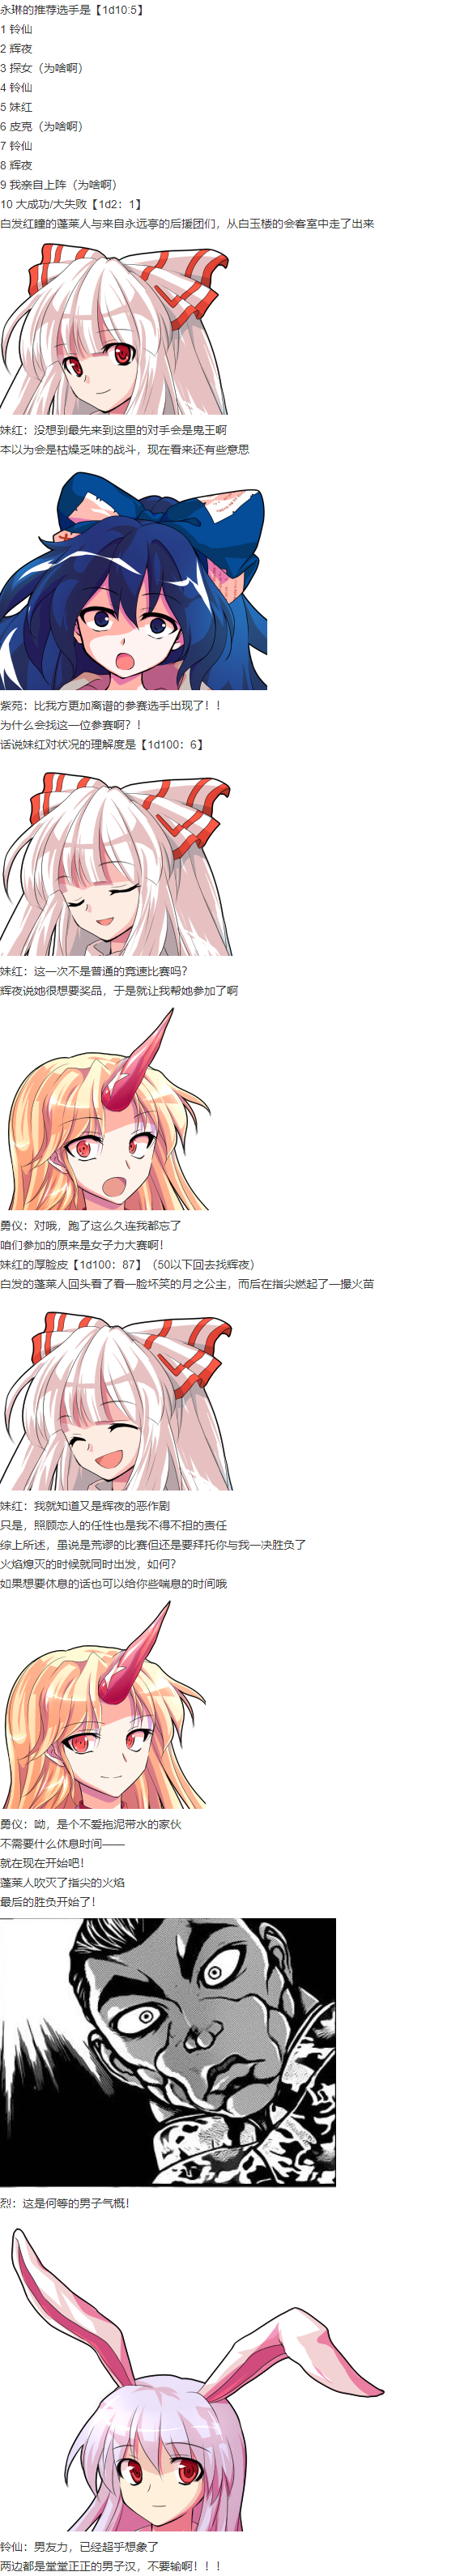 永琳的推荐选手是【1d10:5】
1 铃仙
2 辉夜
3 探女（为啥啊）
4 铃仙
5 妹红
6 皮克（为啥啊）
7 铃仙
8 辉夜
9 我亲自上阵（为啥啊）
10 大成功/大失败【1d2：1】
白发红瞳的蓬莱人与来自永远亭的后援团们，从白玉楼的会客室中走了出来
妹红：没想到最先来到这里的对手会是鬼王啊
本以为会是枯燥乏味的战斗，现在看来还有些意思
紫苑：比我方更加离谱的参赛选手出现了！！
为什么会找这一位参赛啊？！
话说妹红对状况的理解度是【1d100：6】
妹红：这一次不是普通的竞速比赛吗？
辉夜说她很想要奖品，于是就让我帮她参加了啊
勇仪：对哦，跑了这么久连我都忘了
咱们参加的原来是女子力大赛啊！
妹红的厚脸皮【1d100：87】（50以下回去找辉夜）
白发的蓬莱人回头看了看一脸坏笑的月之公主，而后在指尖燃起了一撮火苗
妹红：我就知道又是辉夜的恶作剧
只是，照顾恋人的任性也是我不得不担的责任
综上所述，虽说是荒谬的比赛但还是要拜托你与我一决胜负了
火焰熄灭的时候就同时出发，如何？
如果想要休息的话也可以给你些喘息的时间哦
勇仪：呦，是个不爱拖泥带水的家伙
不需要什么休息时间——
就在现在开始吧！
蓬莱人吹灭了指尖的火焰
最后的胜负开始了！
烈：这是何等的男子气概！
铃仙：男友力，已经超乎想象了
两边都是堂堂正正的男子汉，不要输啊！！！